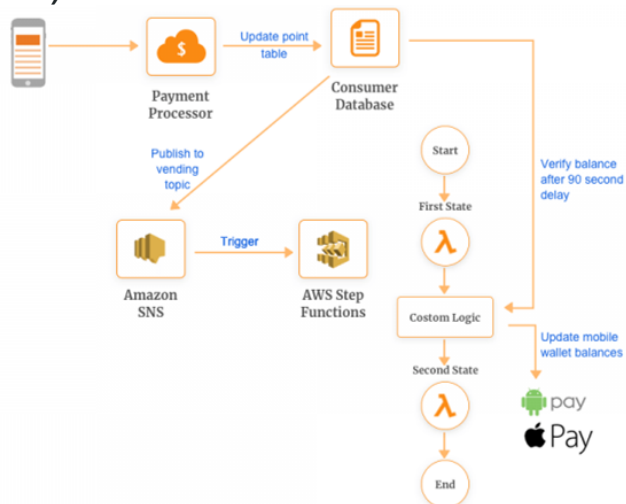 Update point
table
Payment
Processor
Consumer
Database
Publish to
vending
topic
Start
Verify balance
after 90 second
delay
First State
Trigger
λ
Amazon
SNS
AWS Step
Functions
Costom Logic
Update mobile
wallet balances
Second State
λ
pay
Pay
End